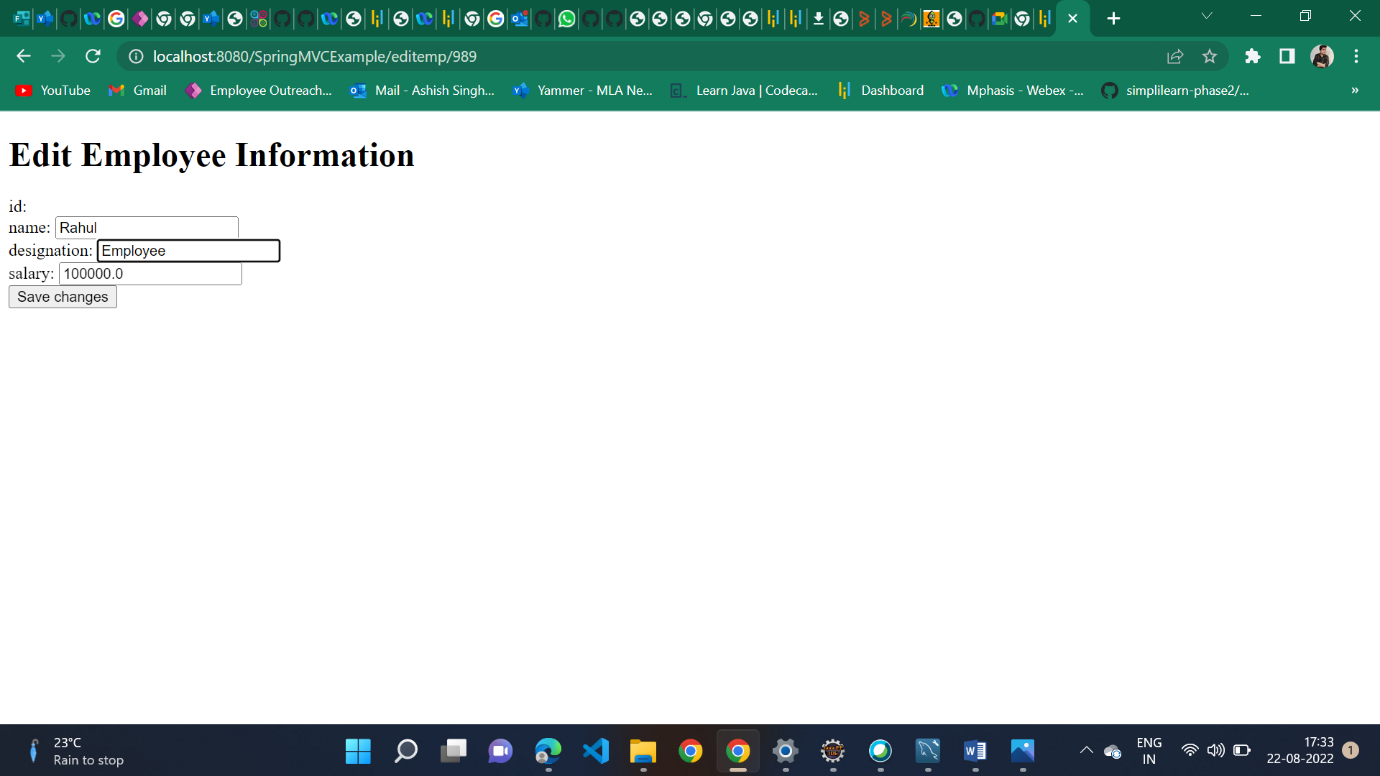 localhost:8080/SpringMVCExample/editemp/989
YouTube Gmail Employee Outreach... Mail - Ashish Singh... Yammer - MLA Ne... Learn Java | Codeca... Dashboard Mphasis - Webex -... simplilearn-phase2/... »
Edit Employee Information
id:
name: Rahul
designation: Employee
salary: 100000.0
Save changes
23°C
Rain to stop
ENG
IN
17:33
22-08-2022
1